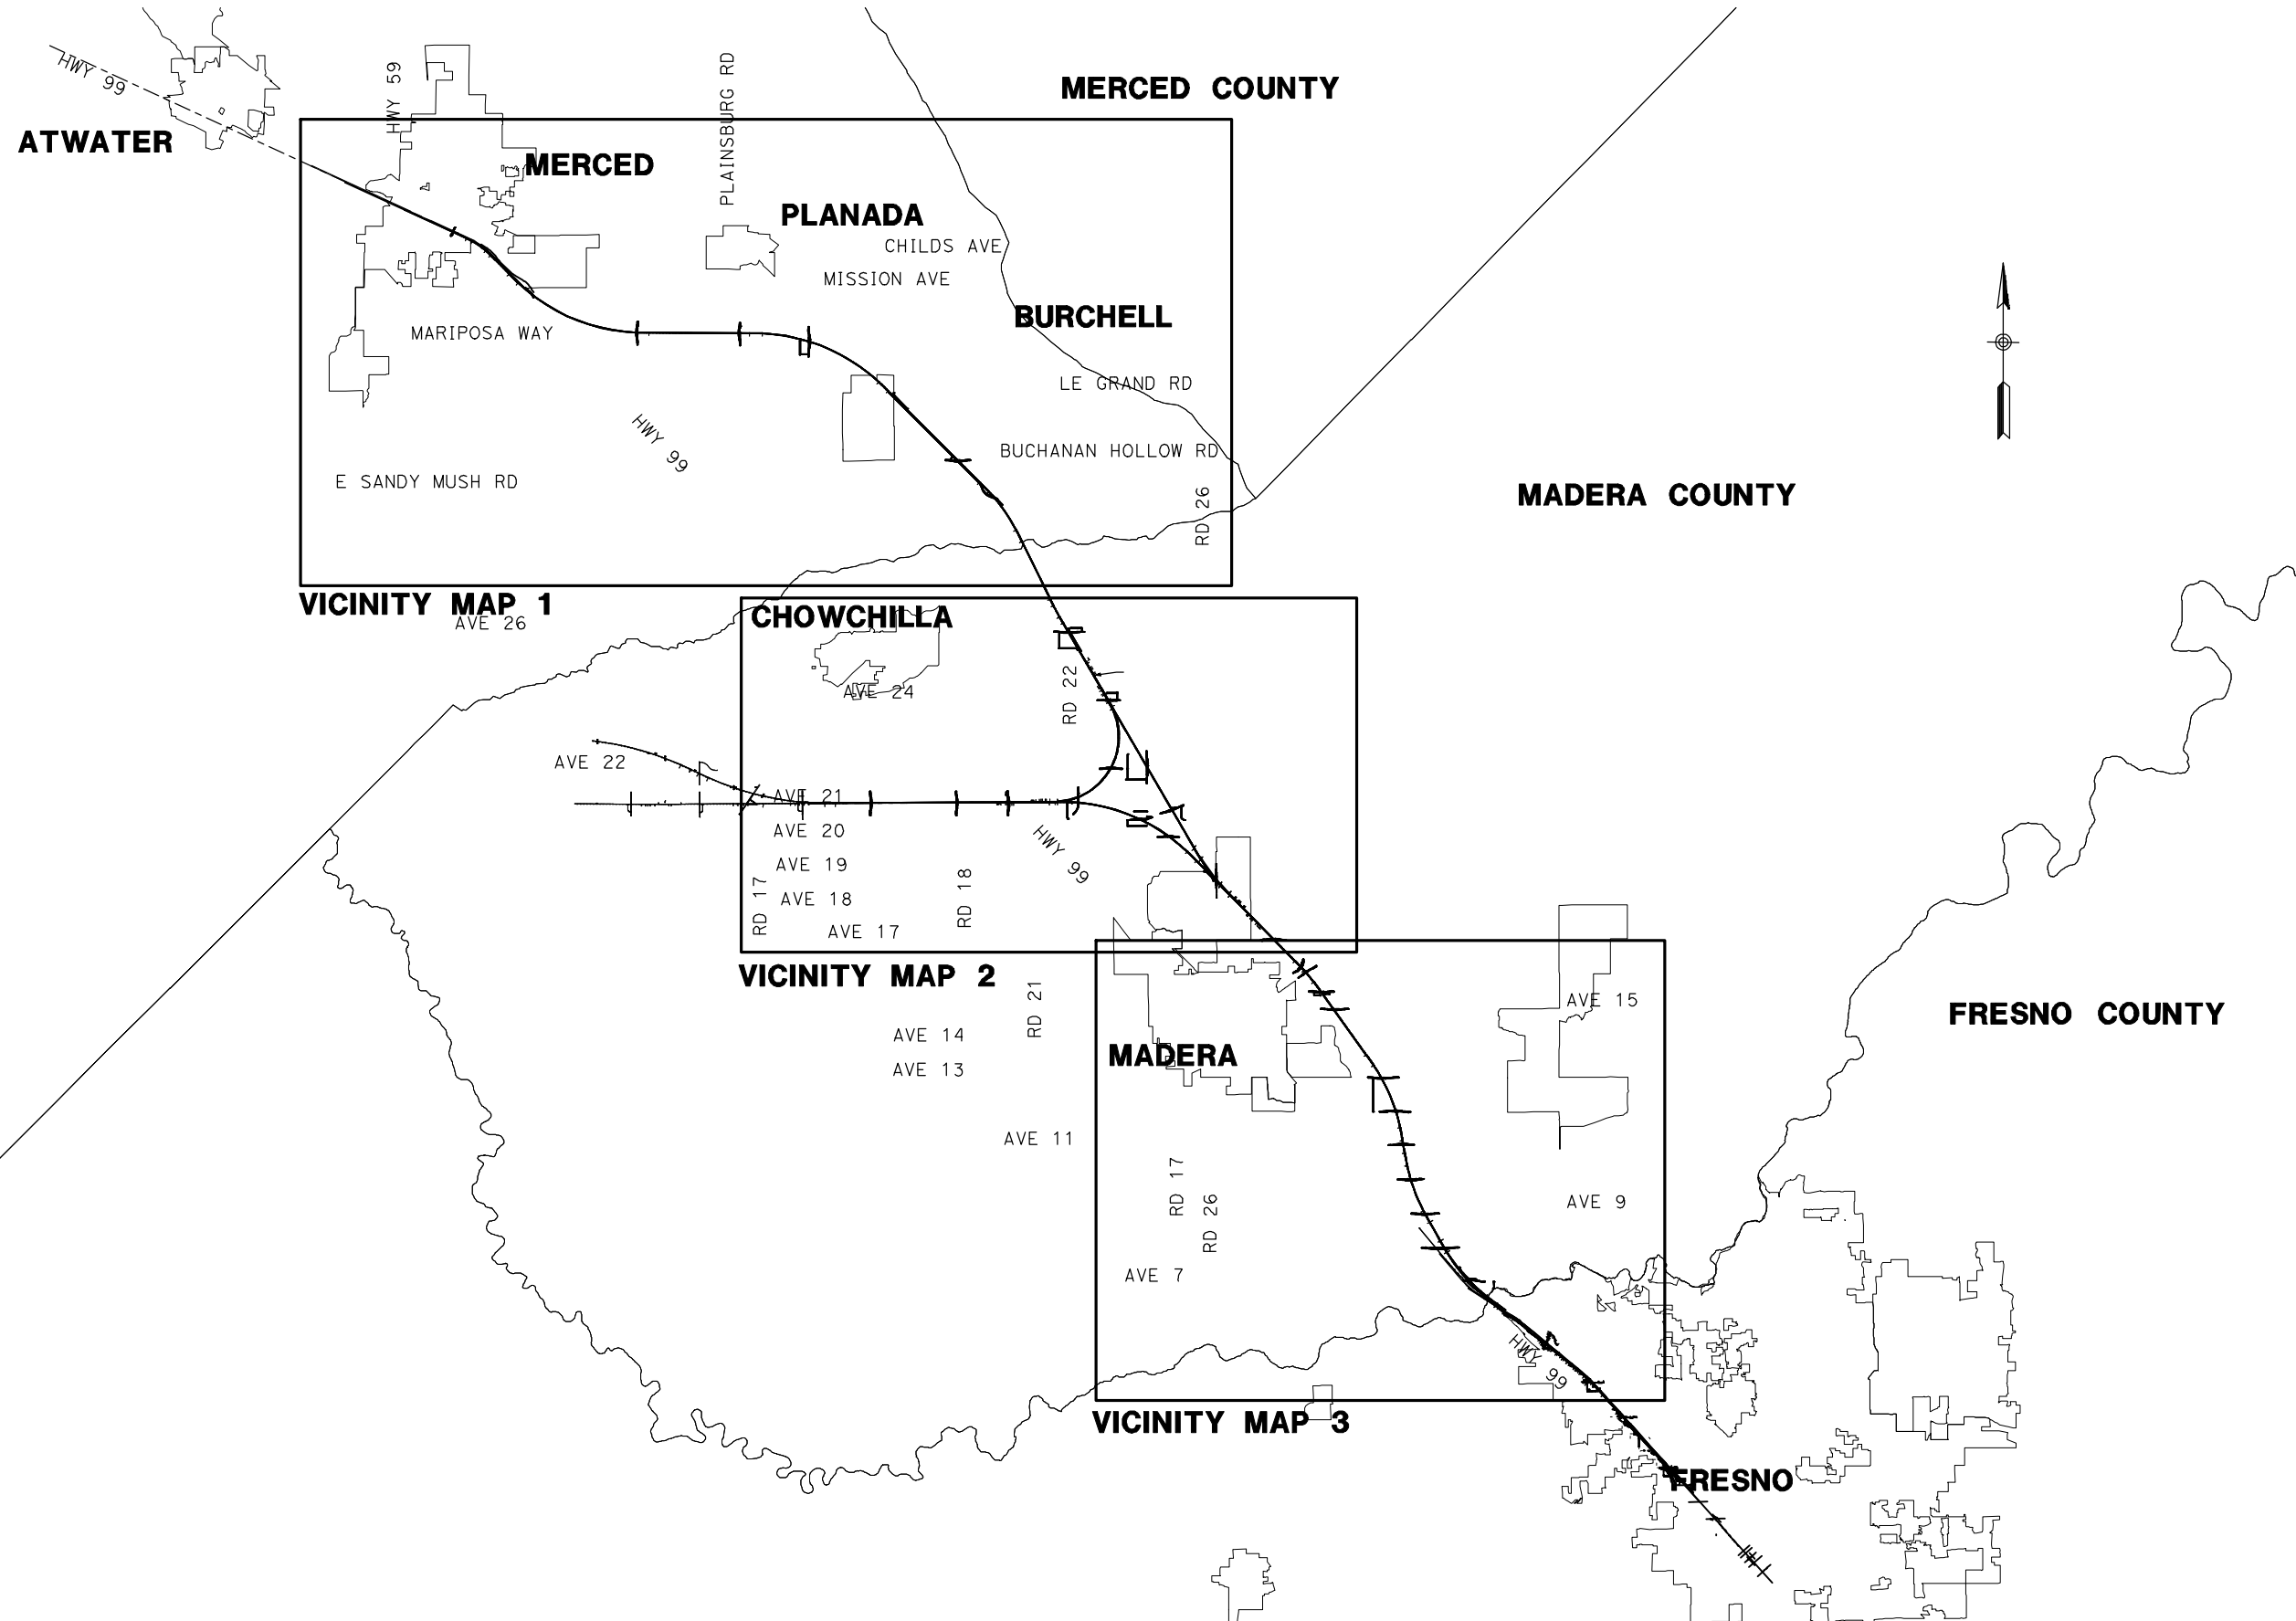 HWY 99
HWY 59
PLAINSBURG RD
MERCED COUNTY
ATWATER
MERCED
PLANADA
CHILDS AVE
MISSION AVE
BURCHELL
MARIPOSA WAY
LE GRAND RD
HWY 99
BUCHANAN HOLLOW RD
E SANDY MUSH RD
RD 26
MADERA COUNTY
VICINITY MAP 1
AVE 26
CHOWCHILLA
AVE 24
RD 22
AVE 22
AVE 21
AVE 20
HWY 99
AVE 19
RD 17
AVE 18
RD 18
AVE 17
VICINITY MAP 2
RD 21
AVE 15
FRESNO COUNTY
AVE 14
MADERA
AVE 13
AVE 11
RD 17
RD 26
AVE 9
AVE 7
HWY 99
VICINITY MAP 3
FRESNO